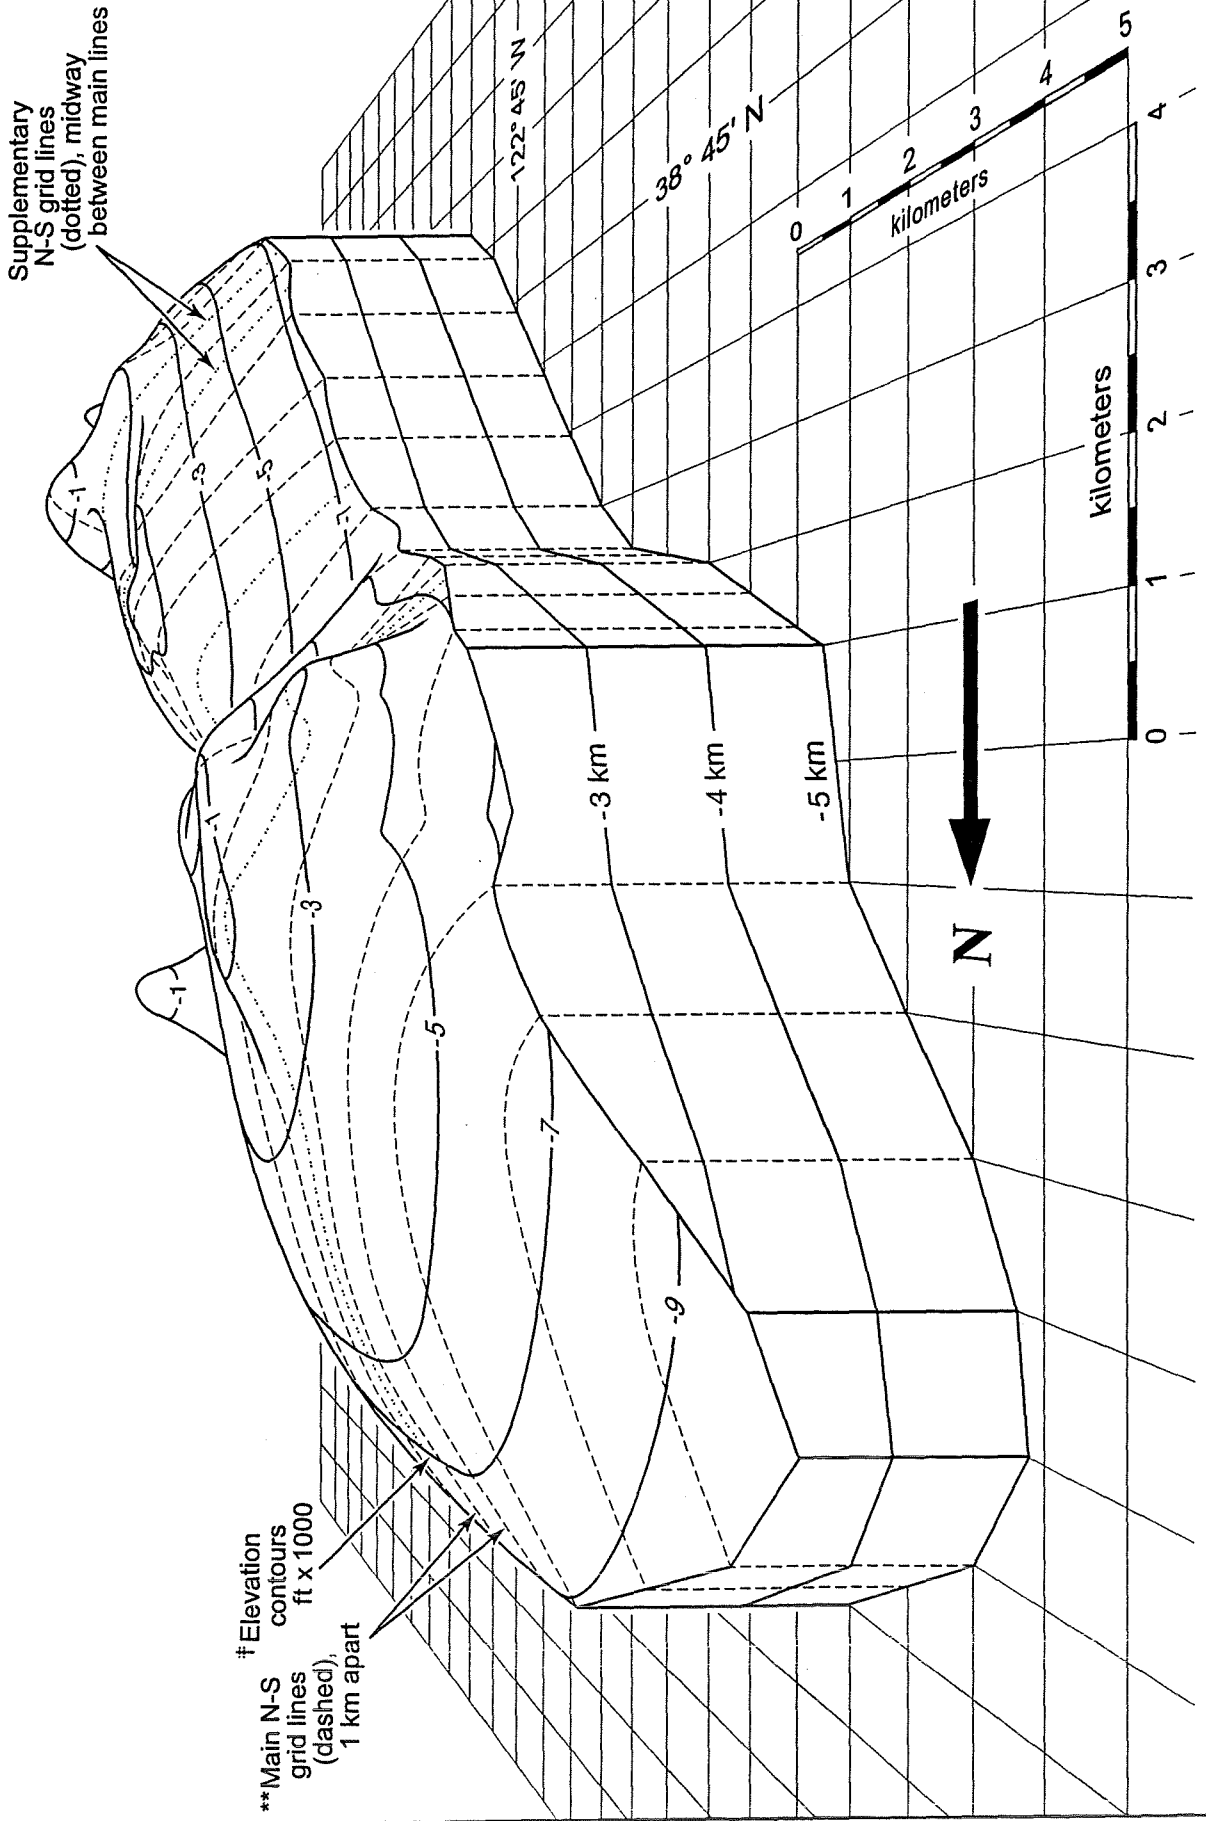 Supplementary
N-S grid lines
(dotted), midway
between main lines
122° 45' W
38° 45' N
0
1
2
3
4
5
kilometers
-1
-3
-5
-7
-1
-1
-3
-5
-7
-9
-3 km
-4 km
-5 km
N
kilometers
0
1
2
3
4
‡Elevation
contours
ft x 1000
**Main N-S
grid lines
(dashed),
1 km apart